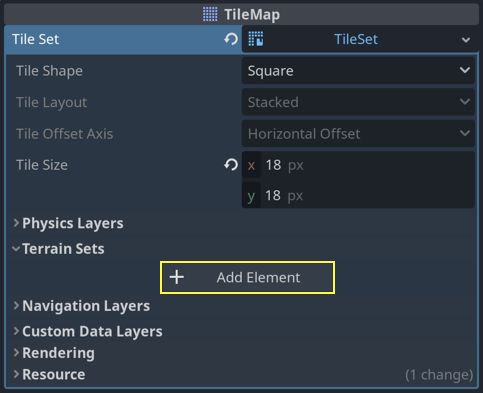 TileMap
Tile Set TileSet
Tile Shape Square
Tile Layout Stacked
Tile Offset Axis Horizontal Offset
Tile Size x 18 px
y 18 px
Physics Layers
Terrain Sets
+ Add Element
Navigation Layers
Custom Data Layers
Rendering
Resource (1 change)